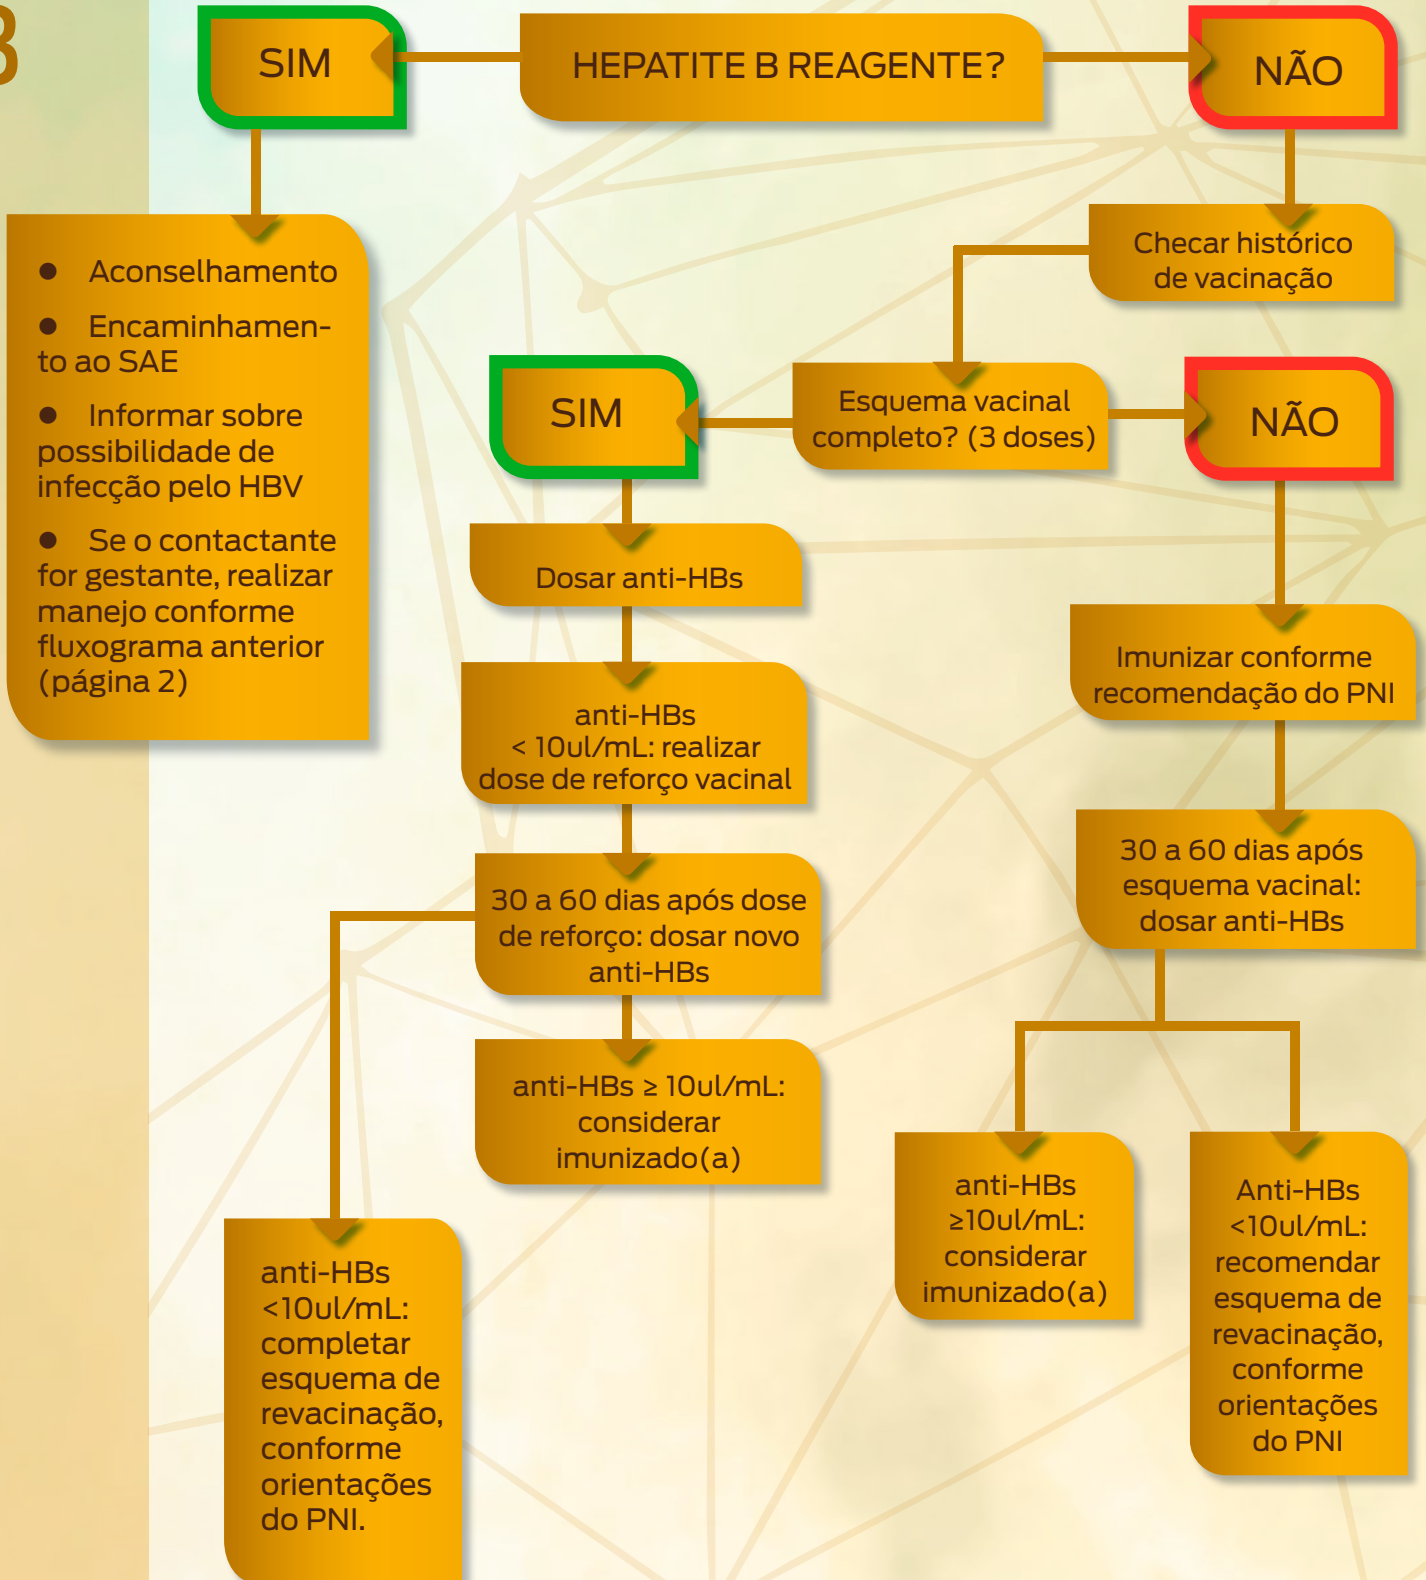 B
SIM
HEPATITE B REAGENTE?
NÃO
● Aconselhamento
● Encaminhamen-
to ao SAE
● Informar sobre
possibilidade de
infecção pelo HBV
● Se o contactante
for gestante, realizar
manejo conforme
fluxograma anterior
(página 2)
Checar histórico
de vacinação
Esquema vacinal
completo? (3 doses)
SIM
NÃO
Dosar anti-HBs
anti-HBs
< 10ul/mL: realizar
dose de reforço vacinal
30 a 60 dias após dose
de reforço: dosar novo
anti-HBs
anti-HBs ≥ 10ul/mL:
considerar
imunizado(a)
anti-HBs
<10ul/mL:
completar
esquema de
revacinação,
conforme
orientações
do PNI.
Imunizar conforme
recomendação do PNI
30 a 60 dias após
esquema vacinal:
dosar anti-HBs
anti-HBs
≥10ul/mL:
considerar
imunizado(a)
Anti-HBs
<10ul/mL:
recomendar
esquema de
revacinação,
conforme
orientações
do PNI